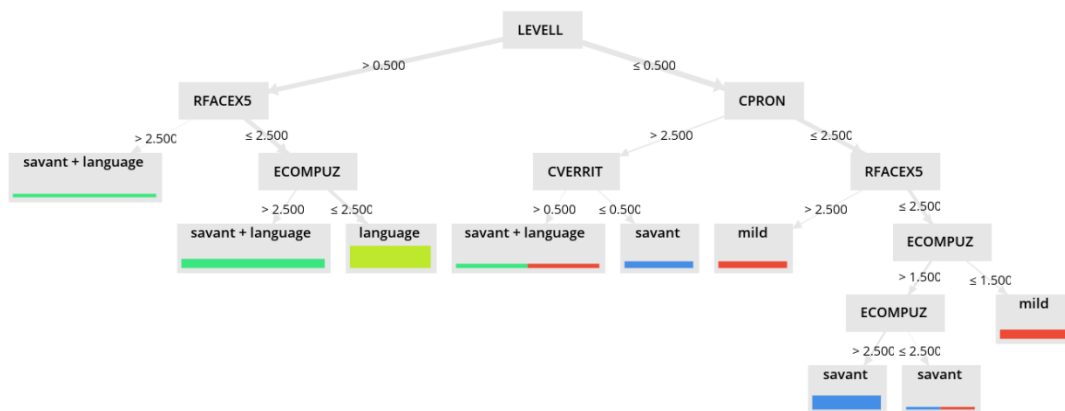 LEVELL
> 0.500
≤ 0.500
RFACEX5
CPRON
> 2.500
≤ 2.500
> 2.500
≤ 2.500
savant + language
ECOMPUZ
CVERRIT
RFACEX5
> 2.500
≤ 2.500
> 0.500
≤ 0.500
> 2.500
≤ 2.500
savant + language
language
savant + language
savant
mild
ECOMPUZ
> 1.500
≤ 1.500
ECOMPUZ
mild
> 2.500
≤ 2.500
savant
savant